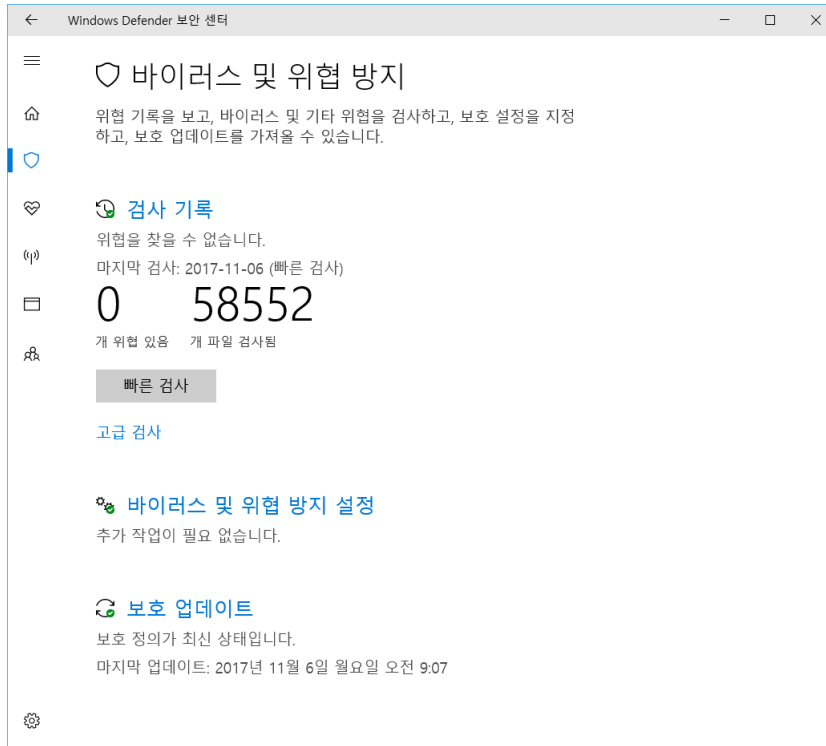 Windows Defender 보안 센터
바이러스 및 위협 방지
위협 기록을 보고, 바이러스 및 기타 위협을 검사하고, 보호 설정을 지정
하고, 보호 업데이트를 가져올 수 있습니다.
검사 기록
위협을 찾을 수 없습니다.
마지막 검사: 2017-11-06 (빠른 검사)
0 58552
개 위협 있음 개 파일 검사됨
빠른 검사
고급 검사
바이러스 및 위협 방지 설정
추가 작업이 필요 없습니다.
보호 업데이트
보호 정의가 최신 상태입니다.
마지막 업데이트: 2017년 11월 6일 월요일 오전 9:07